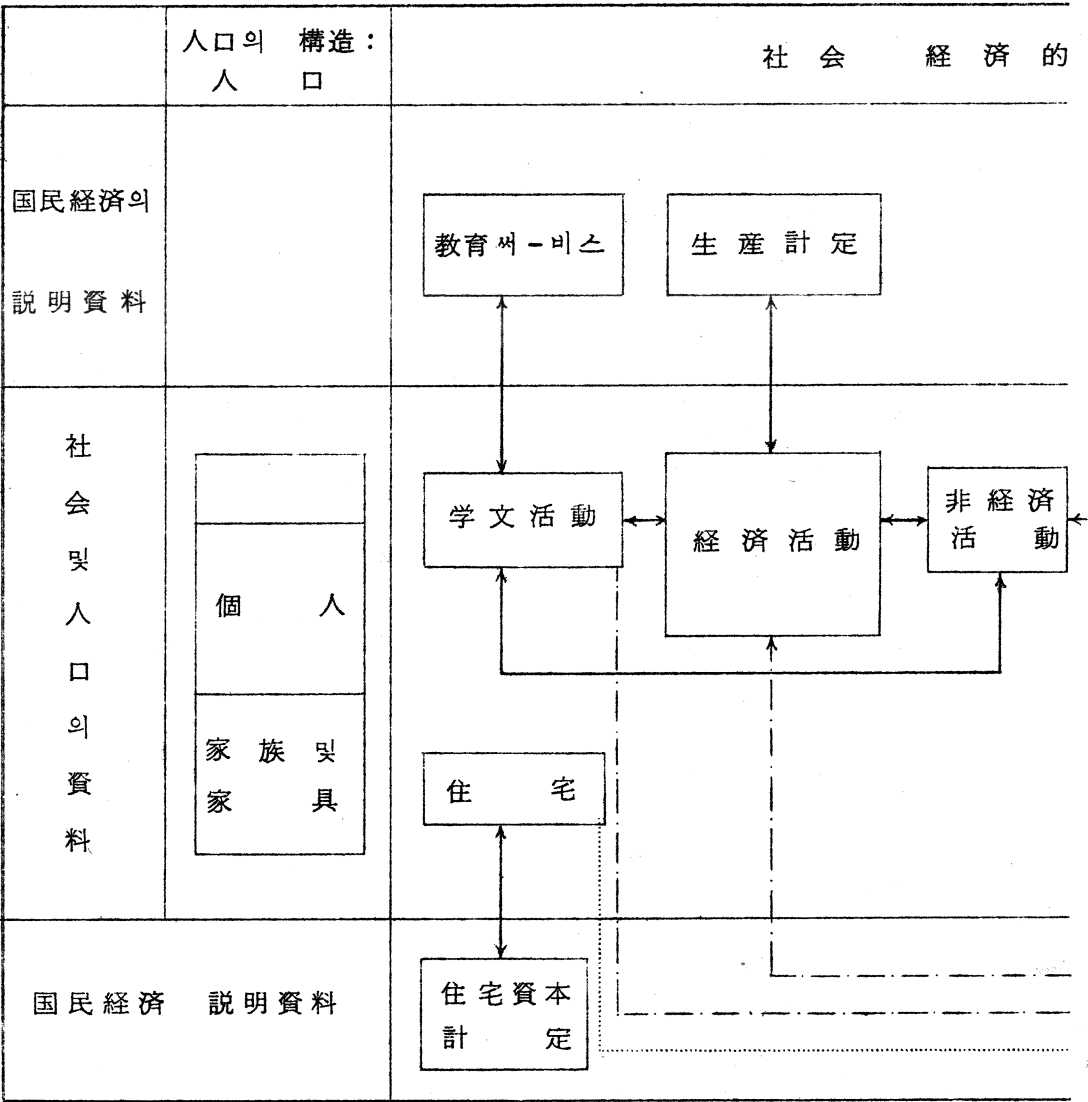 人口의 構造:
人口
社会 経済的
国民経済의
説明資料
教育써-비스
生産計定
社会및人口의資料
個人
家族및
家具
学文活動
経済活動
非経済
活動
住宅
国民経済 説明資料
住宅資本
計定